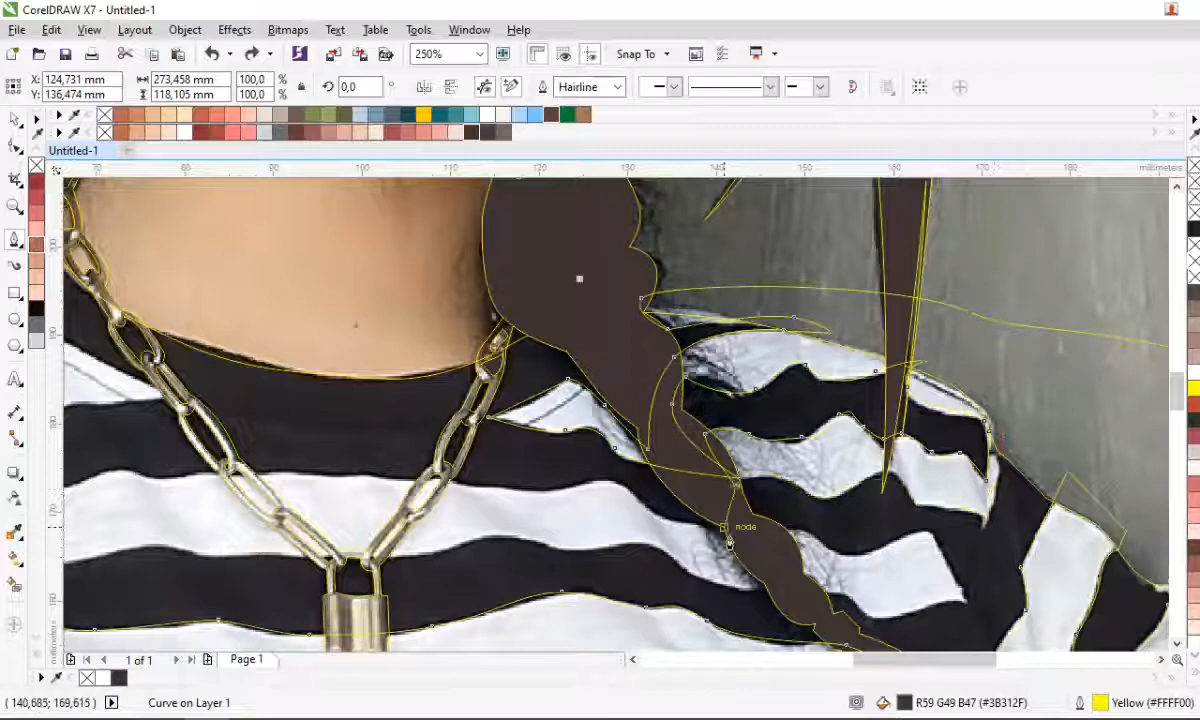 CorelDRAW X7 - Untitled-1
File Edit View Layout Object Effects Bitmaps Text Table Tools Window Help
250% Snap To
X: 124,731 mm 273,458 mm 100,0 % 0,0 Hairline
Y: 136,474 mm 118,105 mm 100,0 %
Untitled-1
70 80 90 100 110 120 130 140 150 160 170 180 millimeters
node
millimeters
1 of 1 Page 1
( 140,685; 169,615 ) Curve on Layer 1 R59 G49 B47 (#3B312F) Yellow (#FFFF00)